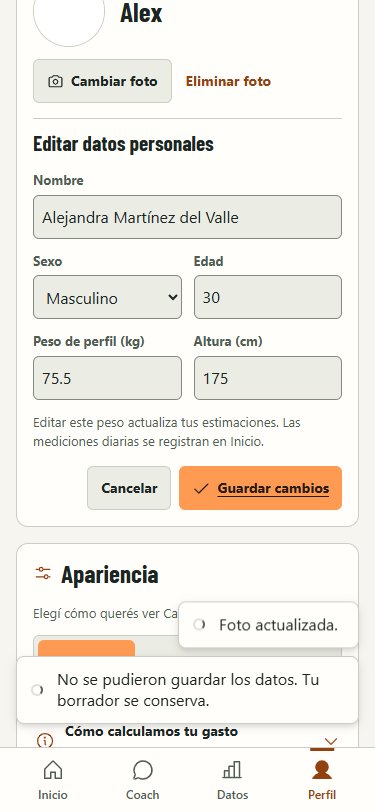 Alex
Cambiar foto
Eliminar foto
Editar datos personales
Nombre
Alejandra Martínez del Valle
Sexo
Edad
Masculino
30
Peso de perfil (kg)
Altura (cm)
75.5
175
Editar este peso actualiza tus estimaciones. Las
mediciones diarias se registran en Inicio.
Cancelar
Guardar cambios
Apariencia
Elegí cómo querés ver Ca
Foto actualizada.
No se pudieron guardar los datos. Tu
borrador se conserva.
Cómo calculamos tu gasto
Inicio
Coach
Datos
Perfil